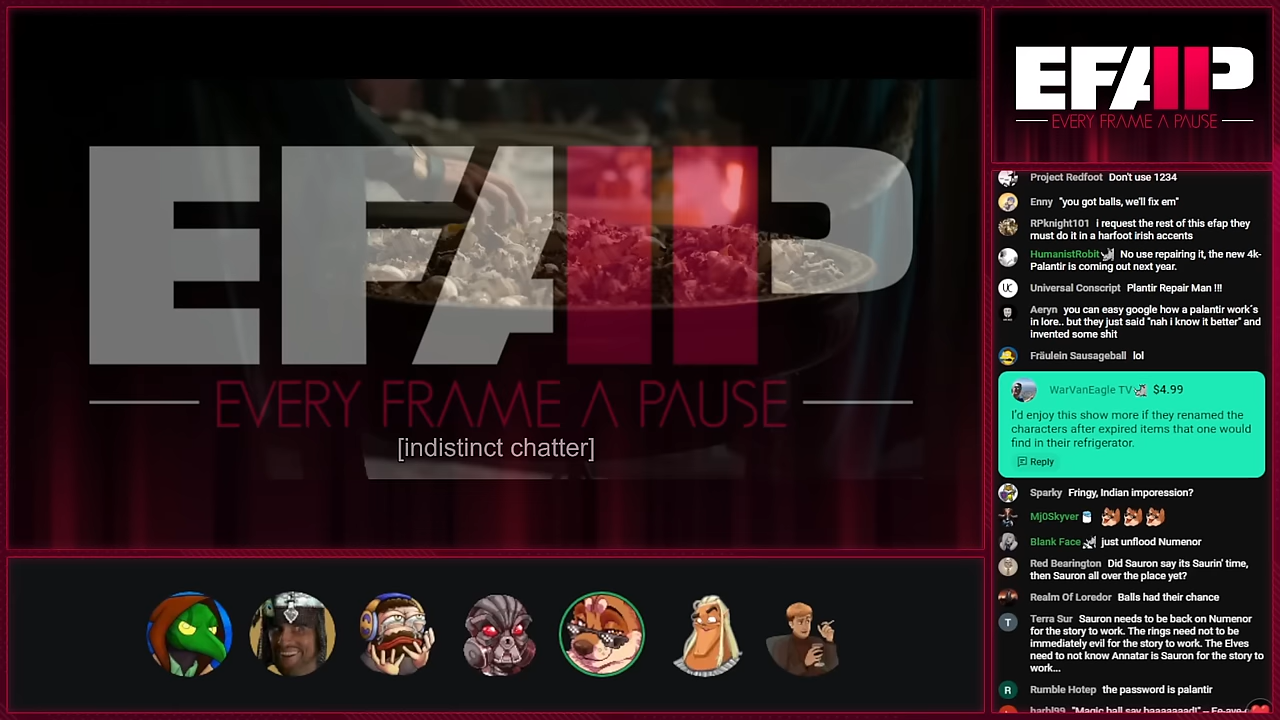 EFAP
EVERY FRAME A PAUSE
[indistinct chatter]
EFAP
EVERY FRAME A PAUSE
Project Redfoot Don't use 1234
Enny "you got balls, we'll fix em"
RPknight101 i request the rest of this efap they
must do it in a harfoot irish accents
HumanistRobit No use repairing it, the new 4k-
Palantir is coming out next year.
UC Universal Conscript Plantir Repair Man !!!
Aeryn you can easy google how a palantir work´s
in lore.. but they just said "nah i know it better" and
invented some shit
Fräulein Sausageball lol
WarVanEagle TV $4.99
I'd enjoy this show more if they renamed the
characters after expired items that one would
find in their refrigerator.
Reply
Sparky Fringy, Indian imporession?
Mj0Skyver
Blank Face just unflood Numenor
Red Bearington Did Sauron say its Saurin' time,
then Sauron all over the place yet?
Realm Of Loredor Balls had their chance
T Terra Sur Sauron needs to be back on Numenor
for the story to work. The rings need not to be
immediately evil for the story to work. The Elves
need to not know Annatar is Sauron for the story to
work...
R Rumble Hotep the password is palantir